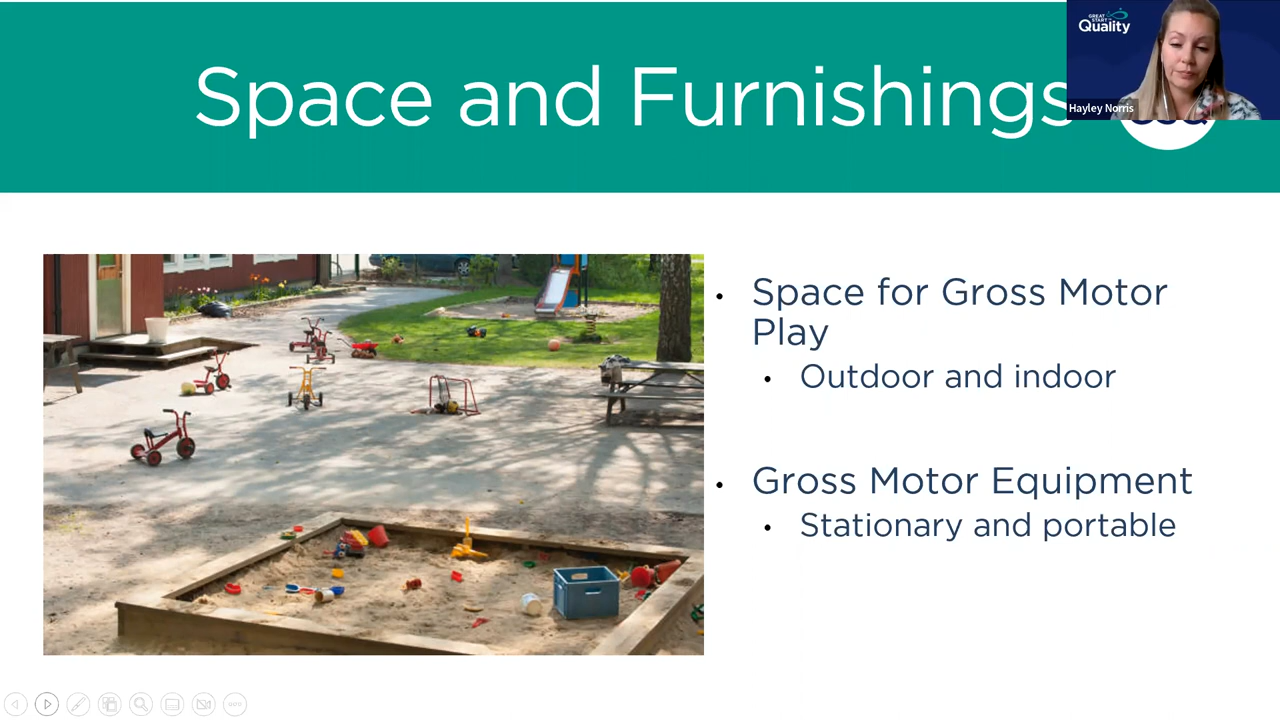 Space and Furnishings
GREAT
START
Quality
Hayley Norris
Space for Gross Motor
Play
Outdoor and indoor
Gross Motor Equipment
Stationary and portable